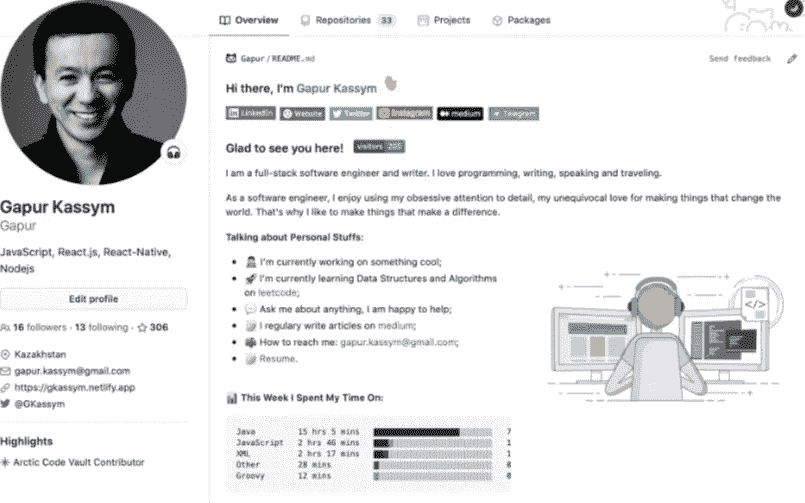 Overview
Repositories 33
Projects
Packages
Gapur / README.md
Send feedback
Hi there, I'm Gapur Kassym
LinkedIn
Website
Twitter
Instagram
medium
Telegram
Glad to see you here!
visitors 205
I am a full-stack software engineer and writer. I love programming, writing, speaking and traveling.
As a software engineer, I enjoy using my obsessive attention to detail, my unequivocal love for making things that change the
world. That's why I like to make things that make a difference.
Talking about Personal Stuffs:
I'm currently working on something cool;
I'm currently learning Data Structures and Algorithms
on leetcode;
Ask me about anything, I am happy to help;
I regulary write articles on medium;
How to reach me: gapur.kassym@gmail.com;
Resume.
This Week I Spent My Time On:
Java 15 hrs 5 mins 7
JavaScript 2 hrs 46 mins 1
XML 2 hrs 17 mins 1
Other 28 mins 0
Groovy 12 mins 0
Gapur Kassym
Gapur
JavaScript, React.js, React-Native,
Nodejs
Edit profile
16 followers · 13 following · 306
Kazakhstan
gapur.kassym@gmail.com
https://gkassym.netlify.app
@GKassym
Highlights
Arctic Code Vault Contributor